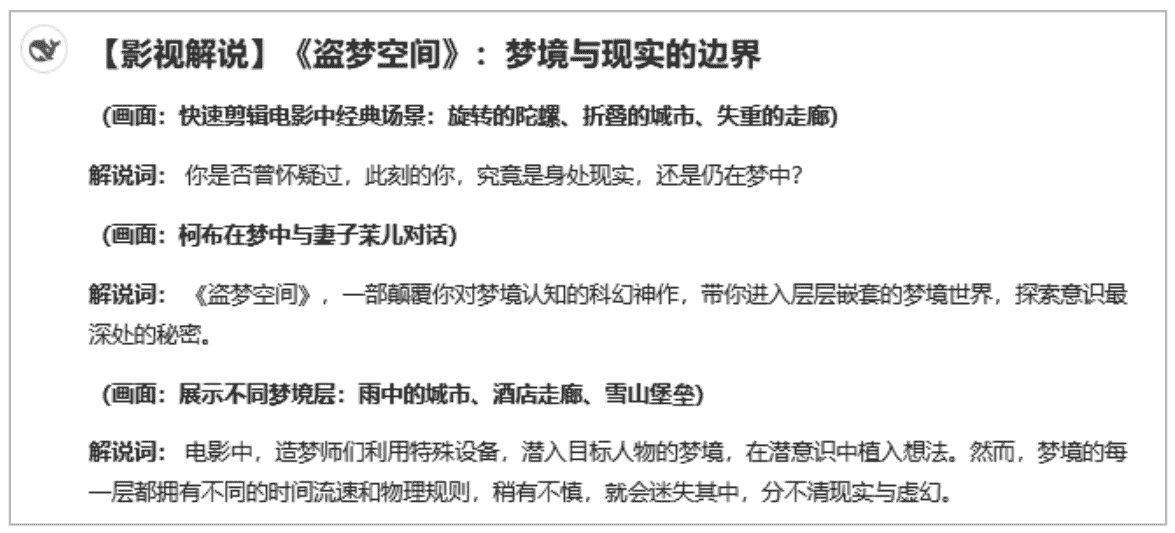 【影视解说】《盗梦空间》：梦境与现实的边界
（画面：快速剪辑电影中经典场景：旋转的陀螺、折叠的城市、失重的走廊）
解说词： 你是否曾怀疑过，此刻的你，究竟是身处现实，还是仍在梦中？
（画面：柯布在梦中与妻子茉儿对话）
解说词： 《盗梦空间》，一部颠覆你对梦境认知的科幻神作，带你进入层层嵌套的梦境世界，探索意识最
深处的秘密。
（画面：展示不同梦境层：雨中的城市、酒店走廊、雪山堡垒）
解说词： 电影中，造梦师们利用特殊设备，潜入目标人物的梦境，在潜意识中植入想法。然而，梦境的每
一层都拥有不同的时间流速和物理规则，稍有不慎，就会迷失其中，分不清现实与虚幻。